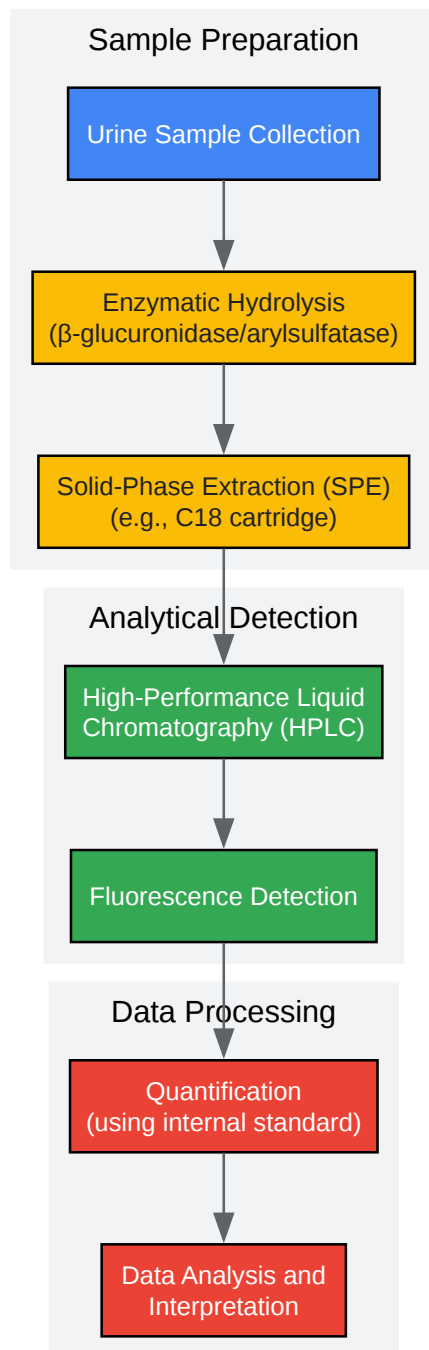 Sample Preparation
Urine Sample Collection
Enzymatic Hydrolysis
(β-glucuronidase/arylsulfatase)
Solid-Phase Extraction (SPE)
(e.g., C18 cartridge)
Analytical Detection
High-Performance Liquid
Chromatography (HPLC)
Fluorescence Detection
Data Processing
Quantification
(using internal standard)
Data Analysis and
Interpretation